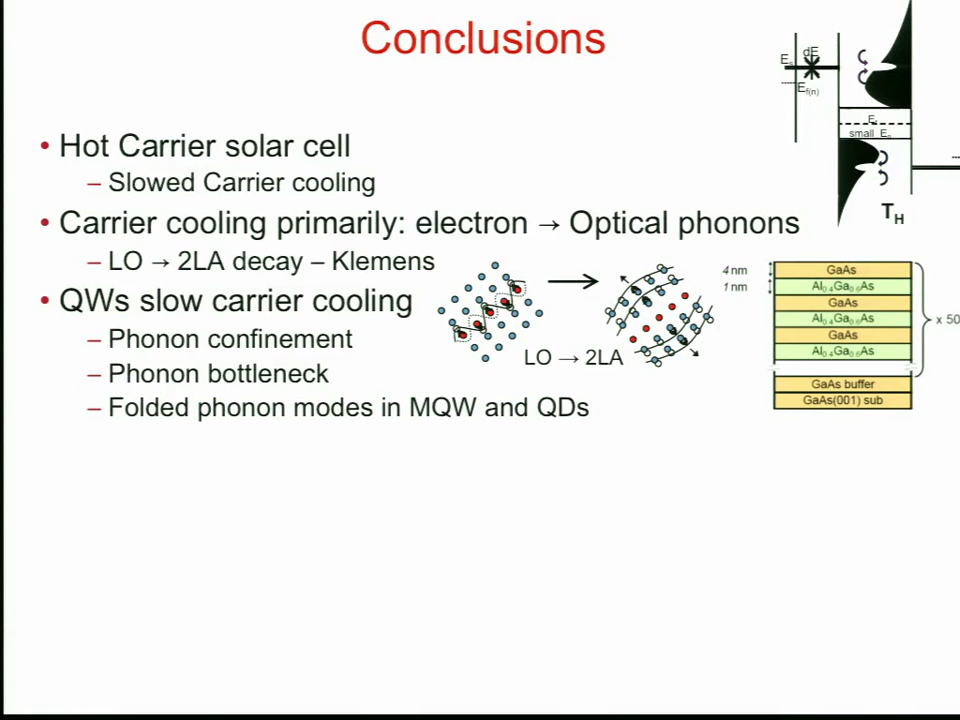 Conclusions
• Hot Carrier solar cell
– Slowed Carrier cooling
• Carrier cooling primarily: electron → Optical phonons
– LO → 2LA decay – Klemens
• QWs slow carrier cooling
– Phonon confinement
– Phonon bottleneck
– Folded phonon modes in MQW and QDs
dE
E_f(n)
small E
T_H
LO → 2LA
4 nm
1 nm
GaAs
Al0.4Ga0.6As
GaAs
Al0.4Ga0.6As
GaAs
Al0.4Ga0.6As
GaAs buffer
GaAs(001) sub
x 50